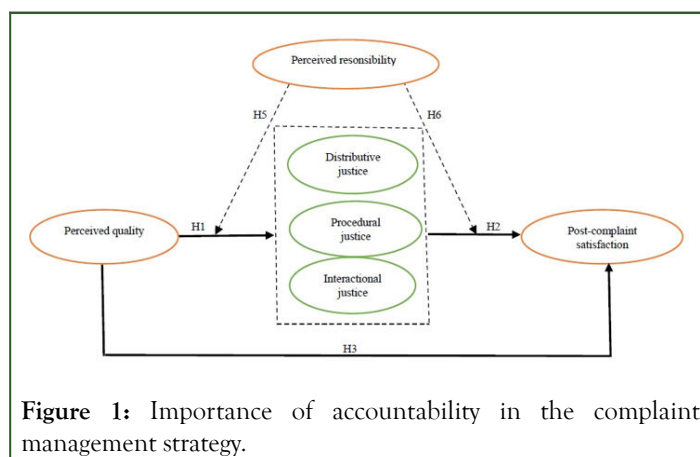 Perceived resonsibility
H5
H6
Distributive
justice
Perceived quality
H1
Procedural
justice
H2
Post-complaint
satisfaction
Interactional
justice
H3
Figure 1: Importance of accountability in the complaint
management strategy.